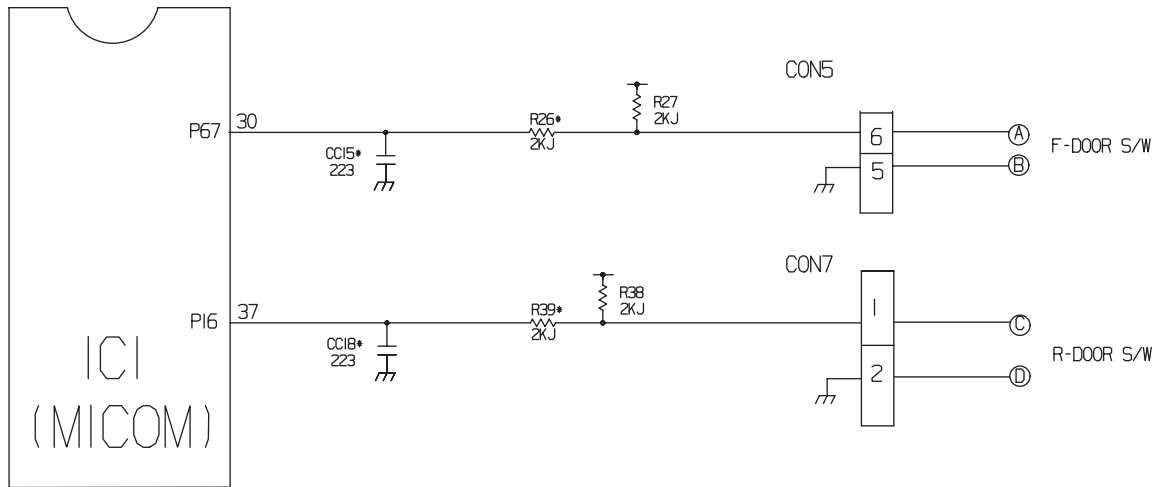 CON5
R27
2KJ
P67
30
R26*
2KJ
6
A
F-DOOR S/W
CC15*
223
5
B
CON7
R38
2KJ
P16
37
R39*
2KJ
1
C
CC18*
223
R-DOOR S/W
2
D
IC1
(MICOM)